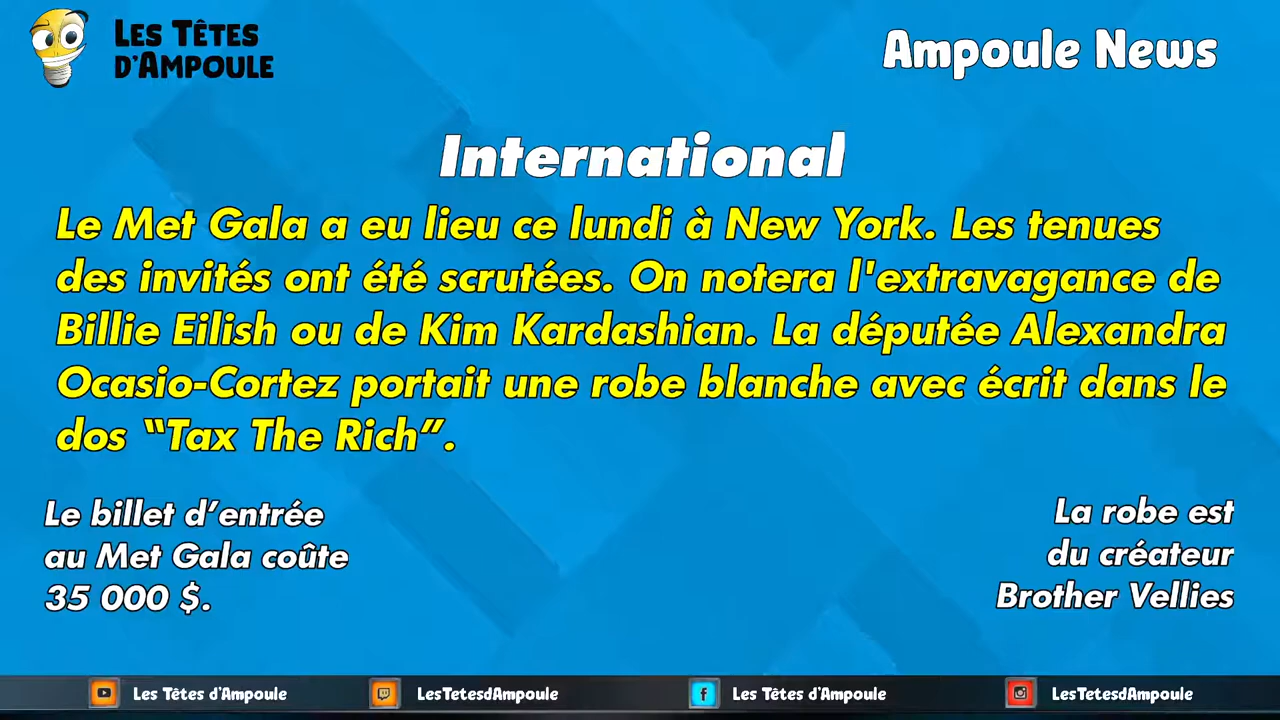 LES TÊTES
D'AMPOULE
Ampoule News
International
Le Met Gala a eu lieu ce lundi à New York. Les tenues
des invités ont été scrutées. On notera l'extravagance de
Billie Eilish ou de Kim Kardashian. La députée Alexandra
Ocasio-Cortez portait une robe blanche avec écrit dans le
dos “Tax The Rich”.
Le billet d’entrée
au Met Gala coûte
35 000 $.
La robe est
du créateur
Brother Vellies
Les Têtes d'Ampoule
LesTetesdAmpoule
Les Têtes d'Ampoule
LesTetesdAmpoule